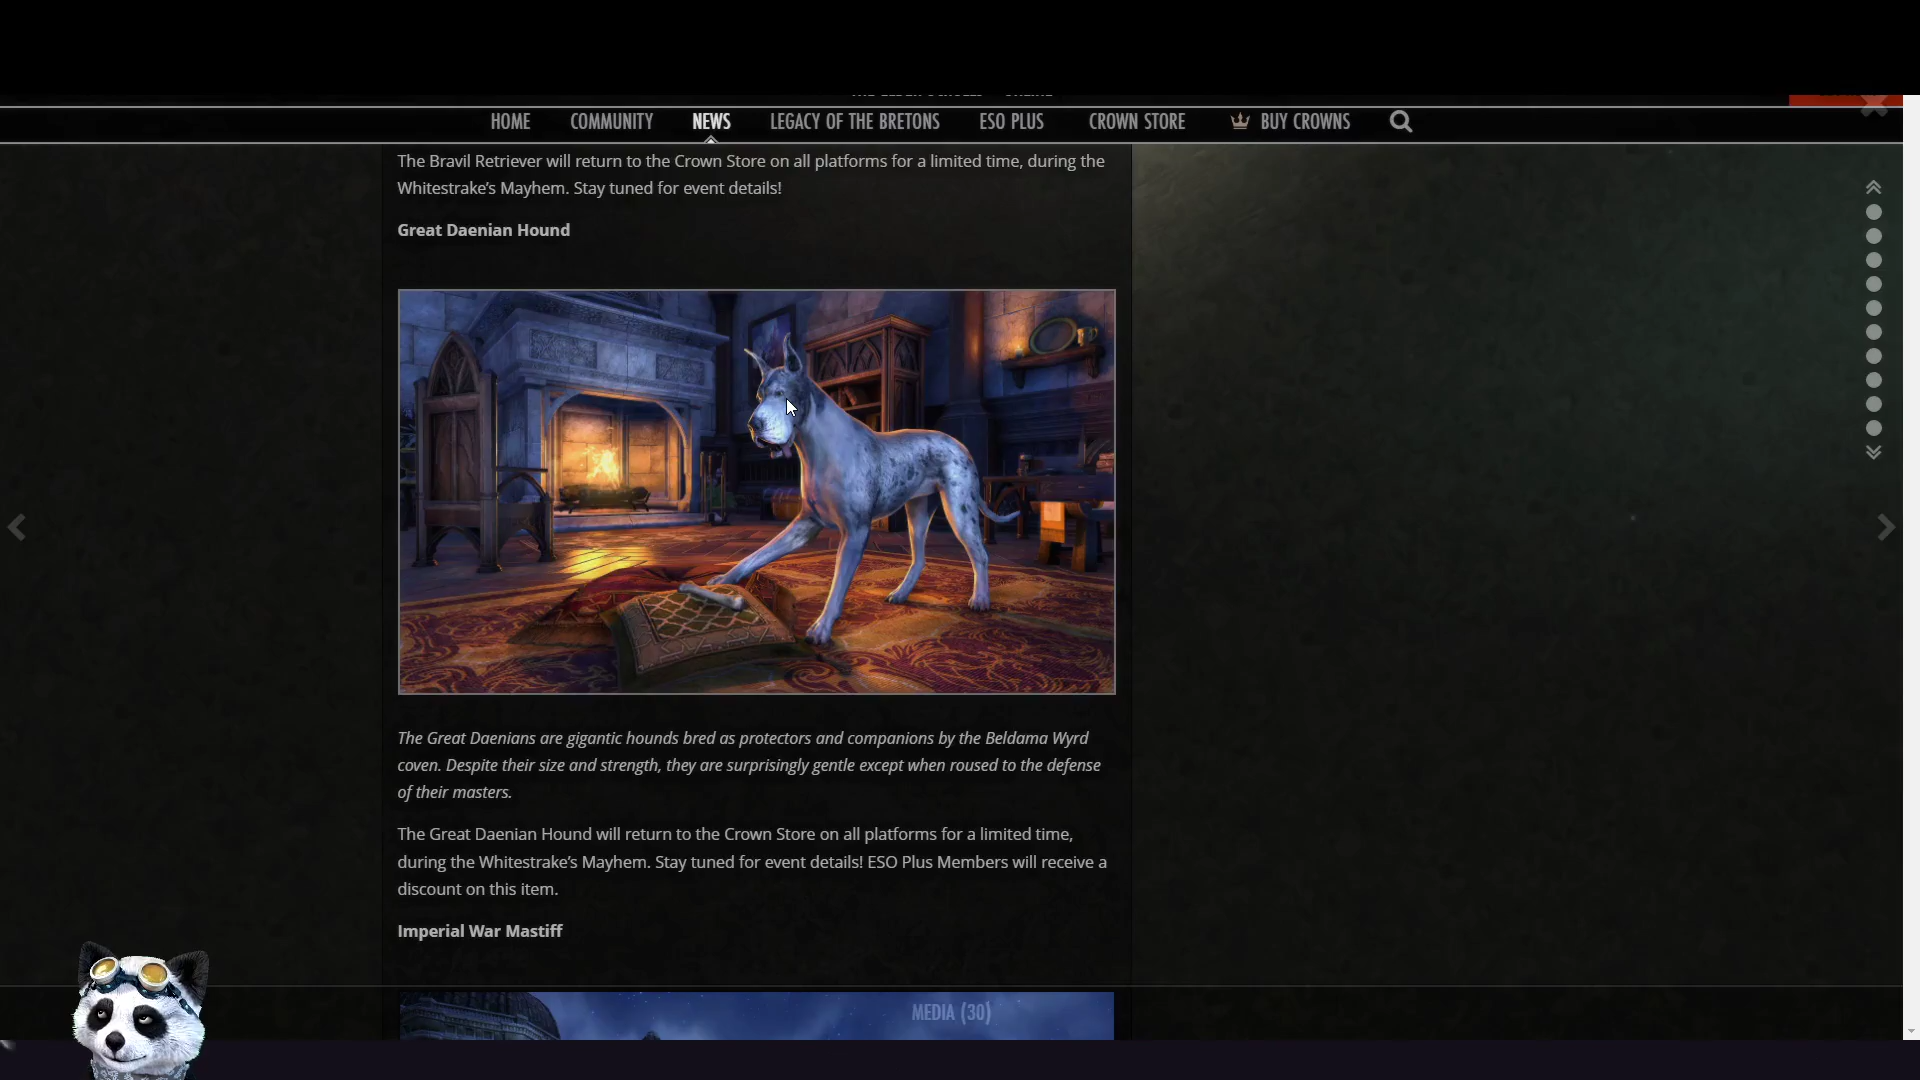 HOME COMMUNITY NEWS LEGACY OF THE BRETONS ESO PLUS CROWN STORE BUY CROWNS
The Bravil Retriever will return to the Crown Store on all platforms for a limited time, during the
Whitestrake's Mayhem. Stay tuned for event details!
Great Daenian Hound
The Great Daenians are gigantic hounds bred as protectors and companions by the Beldama Wyrd
coven. Despite their size and strength, they are surprisingly gentle except when roused to the defense
of their masters.
The Great Daenian Hound will return to the Crown Store on all platforms for a limited time,
during the Whitestrake's Mayhem. Stay tuned for event details! ESO Plus Members will receive a
discount on this item.
Imperial War Mastiff
MEDIA (30)